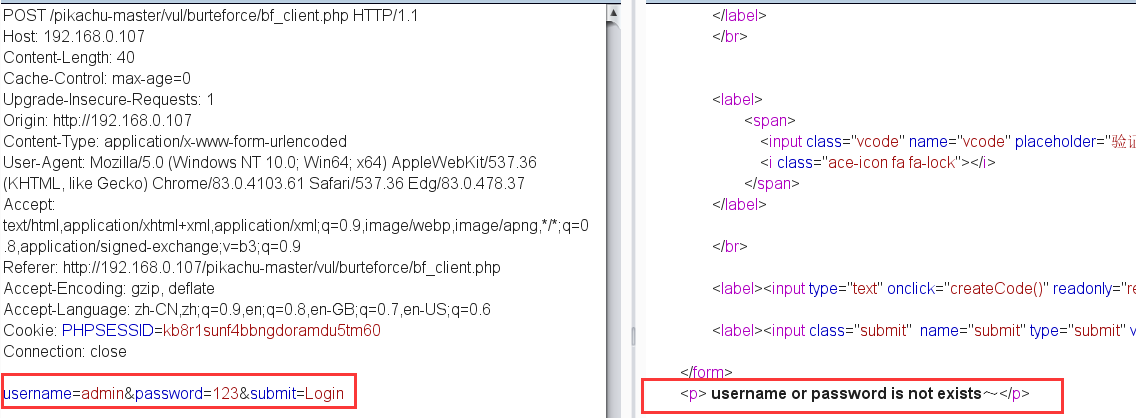 POST /pikachu-master/vul/burteforce/bf_client.php HTTP/1.1
Host: 192.168.0.107
Content-Length: 40
Cache-Control: max-age=0
Upgrade-Insecure-Requests: 1
Origin: http://192.168.0.107
Content-Type: application/x-www-form-urlencoded
User-Agent: Mozilla/5.0 (Windows NT 10.0; Win64; x64) AppleWebKit/537.36
(KHTML, like Gecko) Chrome/83.0.4103.61 Safari/537.36 Edg/83.0.478.37
Accept:
text/html,application/xhtml+xml,application/xml;q=0.9,image/webp,image/apng,*/*;q=0
.8,application/signed-exchange;v=b3;q=0.9
Referer: http://192.168.0.107/pikachu-master/vul/burteforce/bf_client.php
Accept-Encoding: gzip, deflate
Accept-Language: zh-CN,zh;q=0.9,en;q=0.8,en-GB;q=0.7,en-US;q=0.6
Cookie: PHPSESSID=kb8r1sunf4bbngdoramdu5tm60
Connection: close
username=admin&password=123&submit=Login
</label>
</br>
<label>
<span>
<input class="vcode" name="vcode" placeholder="验证
<i class="ace-icon fa fa-lock"></i>
</span>
</label>
</br>
<label><input type="text" onclick="createCode()" readonly="re
<label><input class="submit" name="submit" type="submit" v
</form>
<p> username or password is not exists～</p>